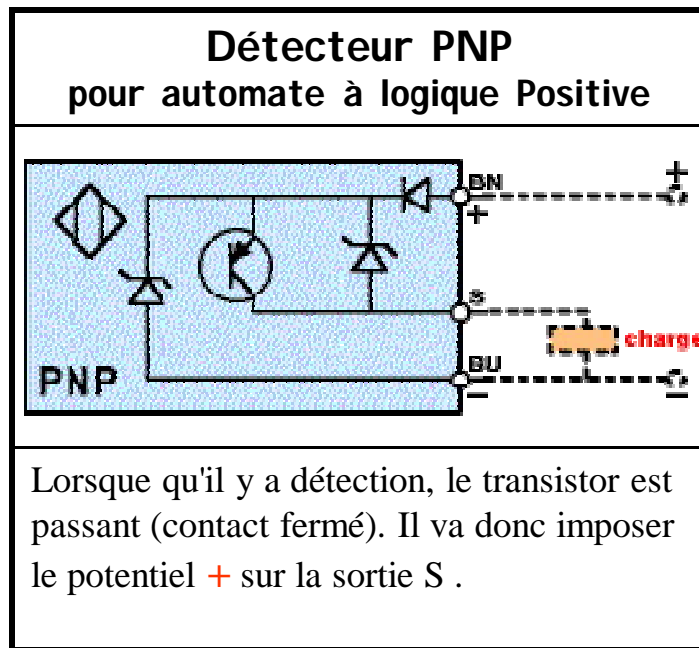 Détecteur PNP
pour automate à logique Positive
BN
+
+
S
charge
BU
PNP
−
−
Lorsque qu'il y a détection, le transistor est
passant (contact fermé). Il va donc imposer
le potentiel + sur la sortie S .